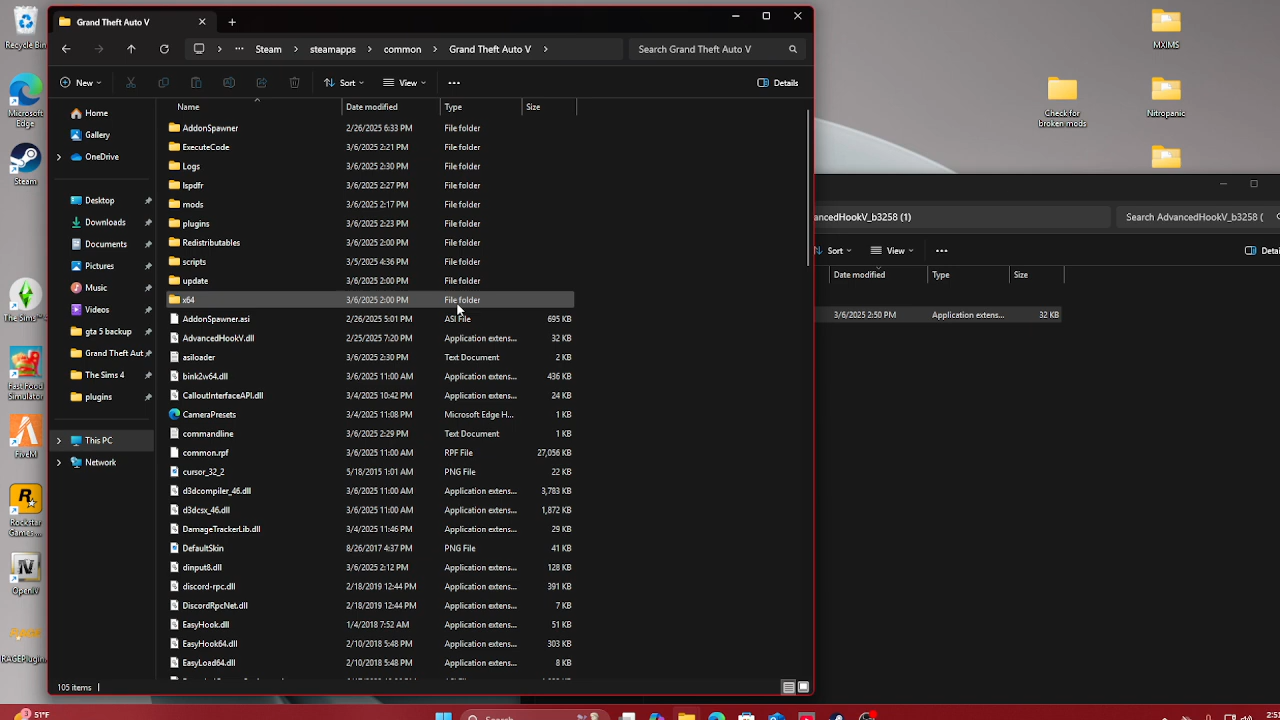 Recycle Bin
Microsoft Edge
Steam
The Sims™
Fast Food Simulator
FiveM
Rockstar Games...
OpenIV
RAGEPlugin
Grand Theft Auto V
Steam > steamapps > common > Grand Theft Auto V >
Search Grand Theft Auto V
New Sort View ... Details
Name Date modified Type Size
Home
Gallery
OneDrive
Desktop
Downloads
Documents
Pictures
Music
Videos
gta 5 backup
Grand Theft Aut
The Sims 4
plugins
This PC
Network
AddonSpawner 2/26/2025 6:33 PM File folder
ExecuteCode 3/6/2025 2:21 PM File folder
Logs 3/6/2025 2:30 PM File folder
lspdfr 3/6/2025 2:27 PM File folder
mods 3/6/2025 2:17 PM File folder
plugins 3/6/2025 2:23 PM File folder
Redistributables 3/6/2025 2:00 PM File folder
scripts 3/5/2025 4:36 PM File folder
update 3/6/2025 2:00 PM File folder
x64 3/6/2025 2:00 PM File folder
AddonSpawner.asi 2/26/2025 5:01 PM ASI File 695 KB
AdvancedHookV.dll 2/25/2025 7:20 PM Application extens... 32 KB
asiloader 3/6/2025 2:30 PM Text Document 2 KB
bink2w64.dll 3/6/2025 11:00 AM Application extens... 436 KB
CalloutInterfaceAPI.dll 3/4/2025 10:42 PM Application extens... 24 KB
CameraPresets 3/4/2025 11:08 PM Microsoft Edge H... 1 KB
commandline 3/6/2025 2:29 PM Text Document 1 KB
common.rpf 3/6/2025 11:00 AM RPF File 27,056 KB
cursor_32_2 5/18/2015 1:01 AM PNG File 22 KB
d3dcompiler_46.dll 3/6/2025 11:00 AM Application extens... 3,783 KB
d3dcsx_46.dll 3/6/2025 11:00 AM Application extens... 1,872 KB
DamageTrackerLib.dll 3/4/2025 11:46 PM Application extens... 29 KB
DefaultSkin 8/26/2017 4:37 PM PNG File 41 KB
dinput8.dll 3/6/2025 2:12 PM Application extens... 128 KB
discord-rpc.dll 2/18/2019 12:44 PM Application extens... 391 KB
DiscordRpcNet.dll 2/18/2019 12:44 PM Application extens... 7 KB
EasyHook.dll 1/4/2018 7:52 AM Application extens... 51 KB
EasyHook64.dll 2/10/2018 5:48 PM Application extens... 303 KB
EasyLoad64.dll 2/10/2018 5:48 PM Application extens... 8 KB
105 items
MXIMS
Check for broken mods
Nitropanic
ancedHookV_b3258 (1)
Search AdvancedHookV_b3258 (
Sort View ... Detai
Date modified Type Size
3/6/2025 2:50 PM Application extens... 32 KB
51°F
Search